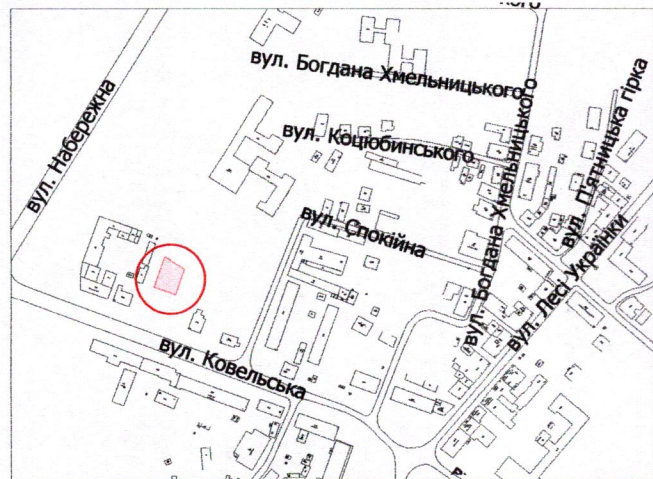 кого
вул. Богдана Хмельницького
вул. Набережна
вул. Коцюбинського
вул. Богдана Хмельницького
вул. П'ятницька гірка
вул. Спокійна
вул. Лесі Українки
вул. Ковельська